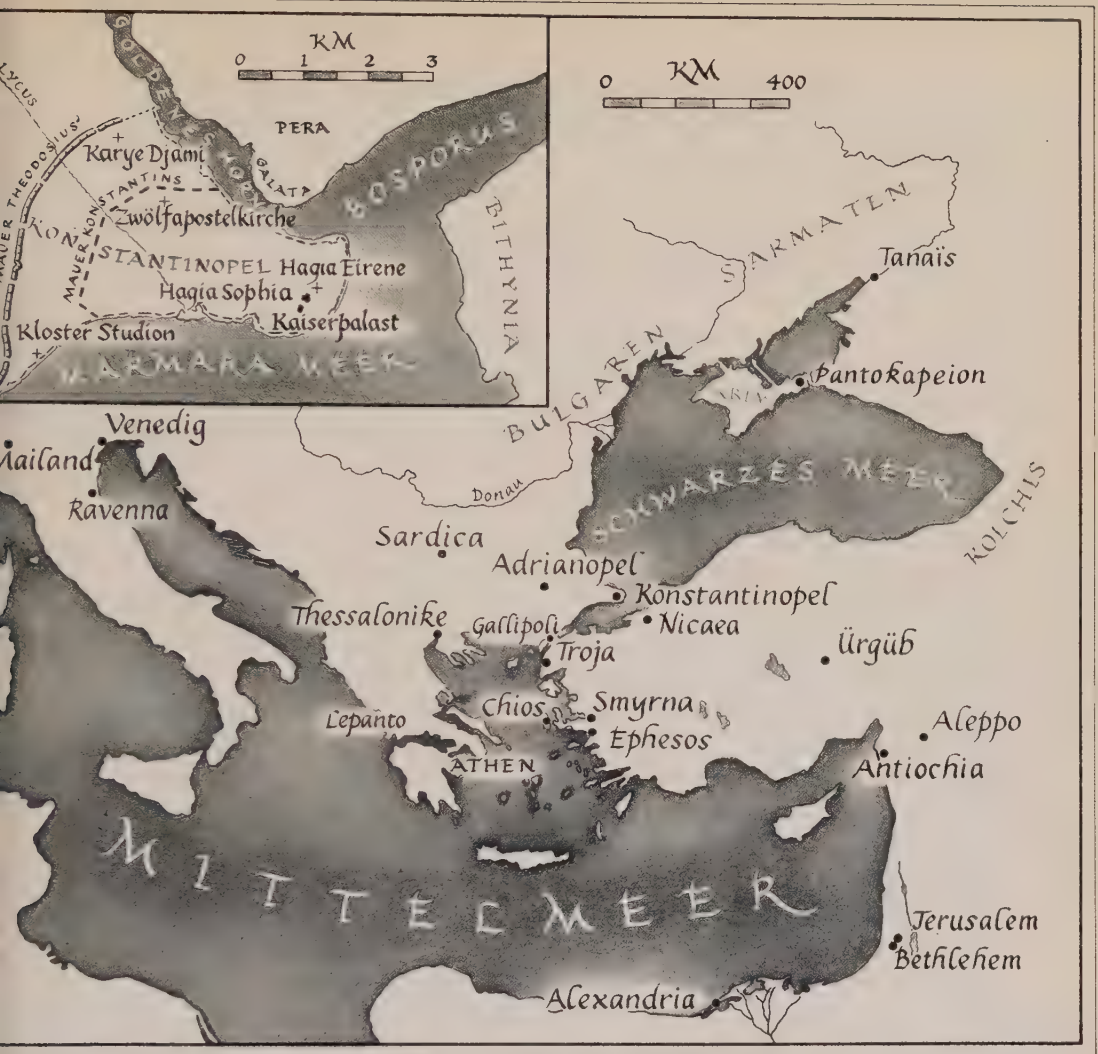 GOLDENES HORN
KM
0 1 2 3
LYCUS
PERA
BOSPORUS
MAUER THEODOSIUS'
Karye Djami
GALATA
MAUER KONSTANTINS
Zwölfapostelkirche
BITHYNIA
KONSTANTINOPEL
Hagia Eirene
Hagia Sophia
Kaiserpalast
Kloster Studion
MARMARA MEER
KM
0 400
SARMATEN
Tanaïs
Pantokapeion
BULGAREN
Venedig
Mailand
Ravenna
Donau
SCHWARZES MEER
KOLCHIS
Sardica
Adrianopel
Konstantinopel
Thessalonike
Gallipoli
Nicaea
Troja
Ürgüb
Chios
Smyrna
Lepanto
Ephesos
Aleppo
ATHEN
Antiochia
MITTELMEER
Jerusalem
Bethlehem
Alexandria